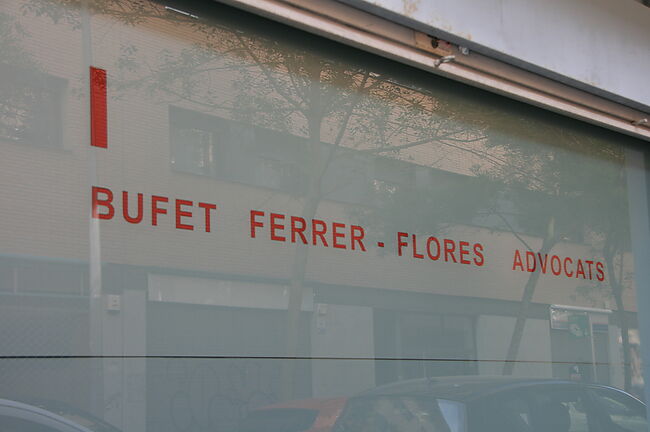 BUFET FERRER - FLORES ADVOCATS